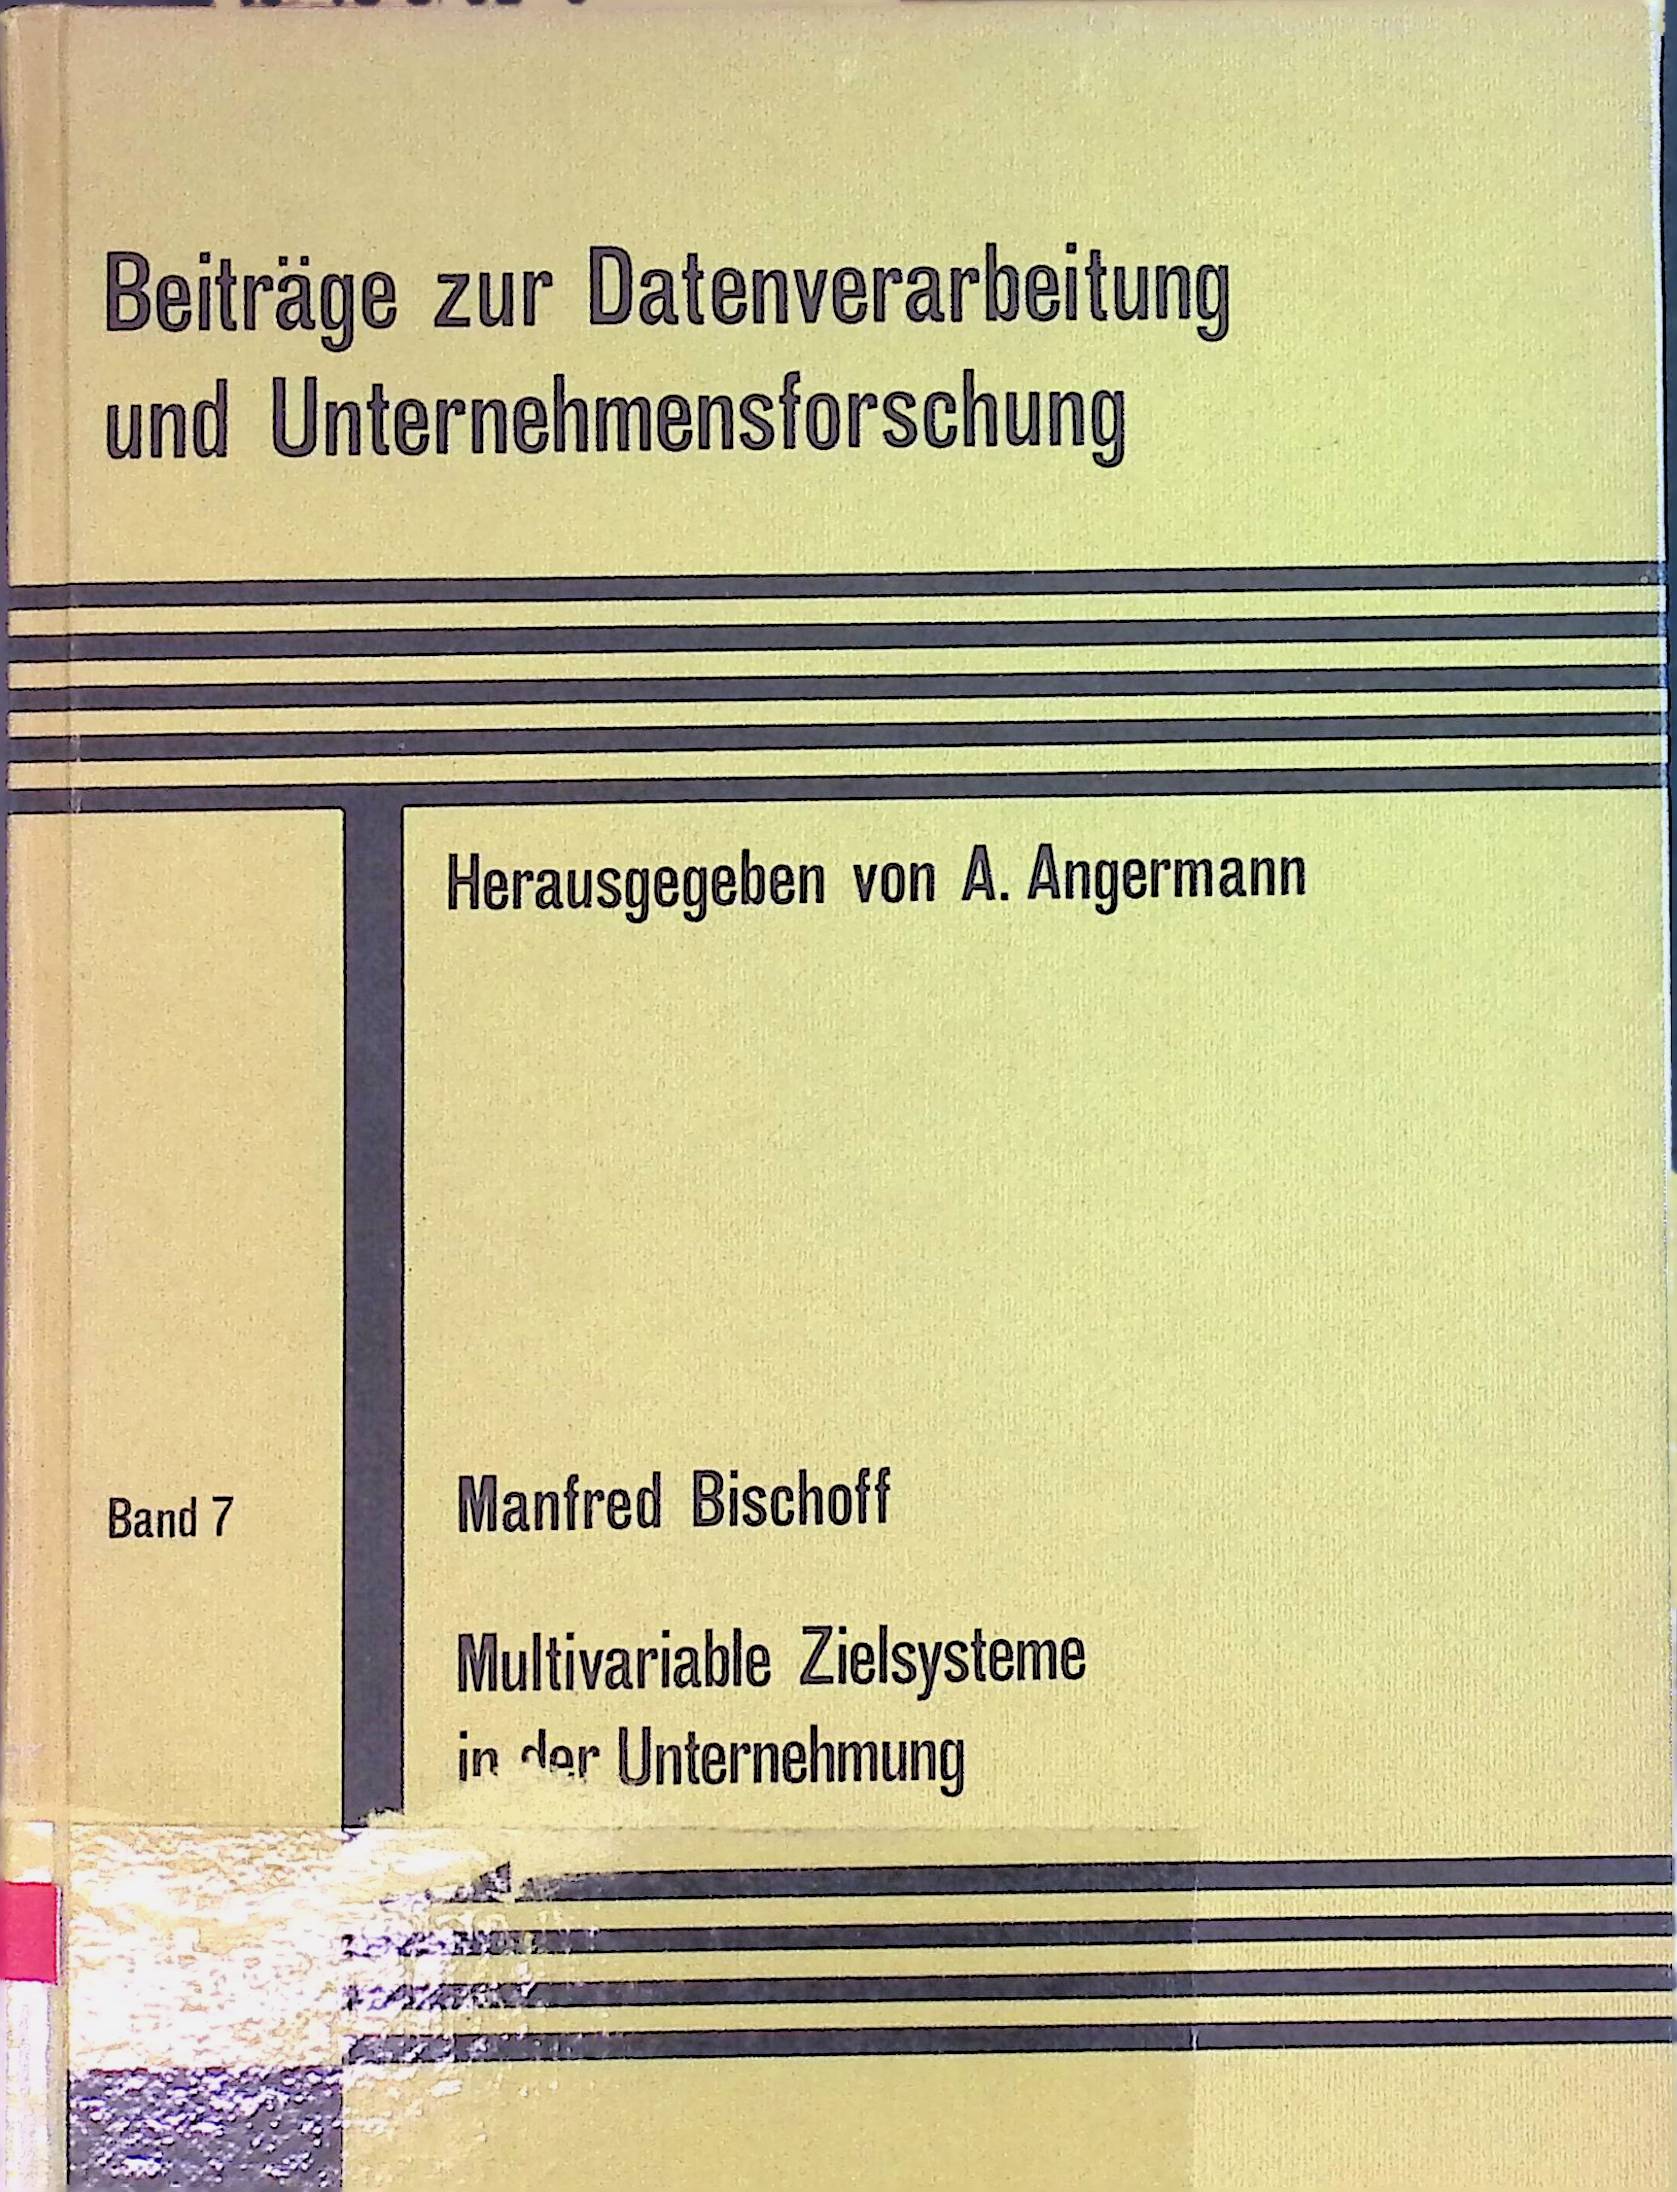 Beiträge zur Datenverarbeitung
und Unternehmensforschung
Herausgegeben von A. Angermann
Band 7
Manfred Bischoff
Multivariable Zielsysteme
in der Unternehmung